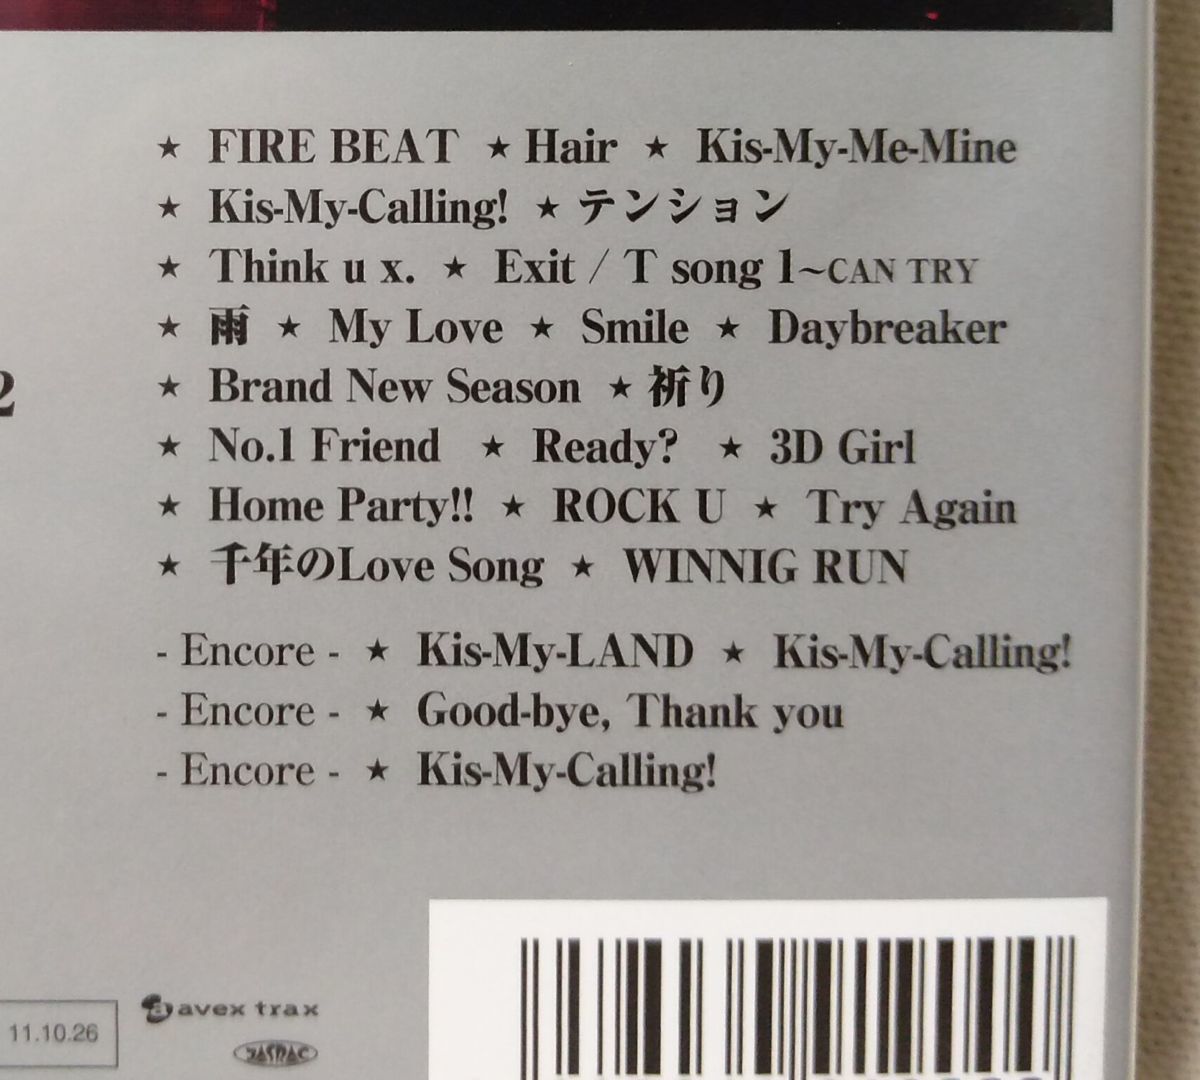 ★ FIRE BEAT ★ Hair ★ Kis-My-Me-Mine
★ Kis-My-Calling! ★ テンション
★ Think u x. ★ Exit / T song 1~CAN TRY
★ 雨 ★ My Love ★ Smile ★ Daybreaker
2
★ Brand New Season ★ 祈り
★ No.1 Friend ★ Ready? ★ 3D Girl
★ Home Party!! ★ ROCK U ★ Try Again
★ 千年のLove Song ★ WINNIG RUN
- Encore - ★ Kis-My-LAND ★ Kis-My-Calling!
- Encore - ★ Good-bye, Thank you
- Encore - ★ Kis-My-Calling!
avex trax
11.10.26
JASRAC